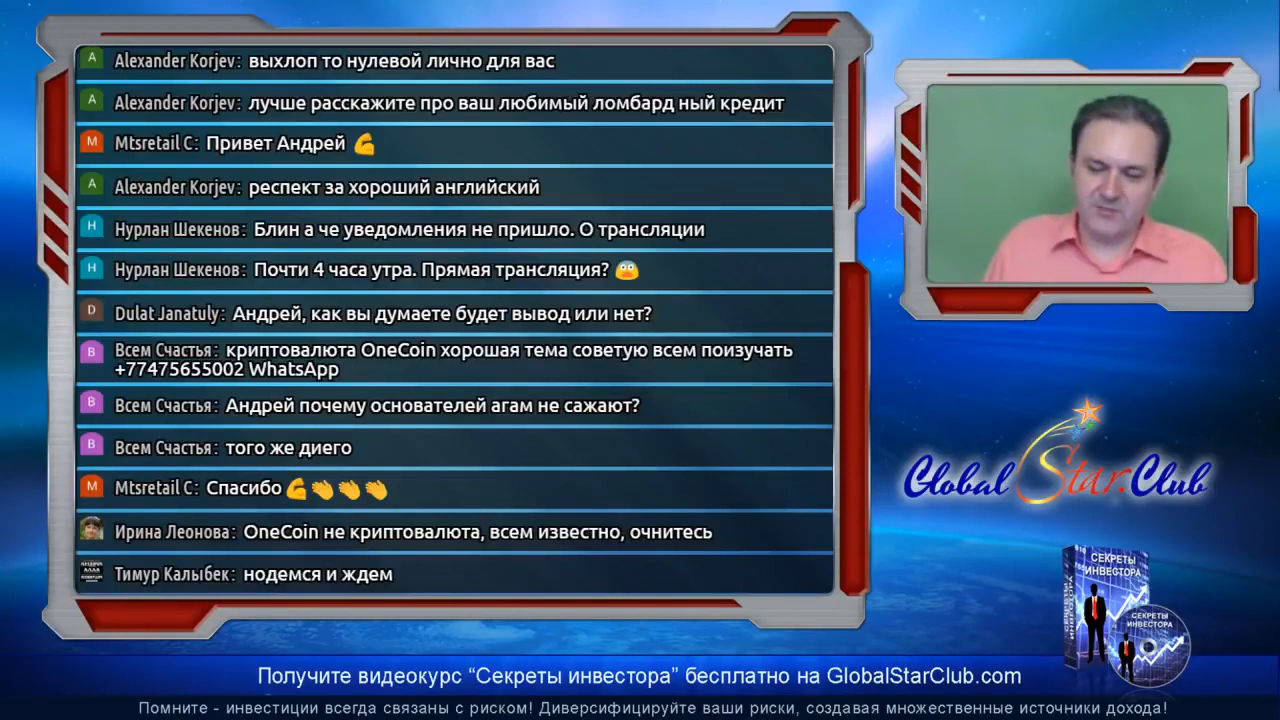 A Alexander Korjev: выхлоп то нулевой лично для вас
A Alexander Korjev: лучше расскажите про ваш любимый ломбард ный кредит
M Mtsretail C: Привет Андрей 💪
A Alexander Korjev: респект за хороший английский
Н Нурлан Шекенов: Блин а че уведомления не пришло. О трансляции
Н Нурлан Шекенов: Почти 4 часа утра. Прямая трансляция? 😨
D Dulat Janatuly: Андрей, как вы думаете будет вывод или нет?
В Всем Счастья: криптовалюта OneCoin хорошая тема советую всем поизучать
+77475655002 WhatsApp
В Всем Счастья: Андрей почему основателей агам не сажают?
В Всем Счастья: того же диего
M Mtsretail C: Спасибо 💪👏👏👏
Ирина Леонова: OneCoin не криптовалюта, всем известно, очнитесь
Тимур Калыбек: нодемся и ждем
Global Star.Club
СЕКРЕТЫ
ИНВЕСТОРА
СЕКРЕТЫ
ИНВЕСТОРА
СЕКРЕТЫ
ИНВЕСТОРА
Получите видеокурс “Секреты инвестора” бесплатно на GlobalStarClub.com
Помните - инвестиции всегда связаны с риском! Диверсифицируйте ваши риски, создавая множественные источники дохода!